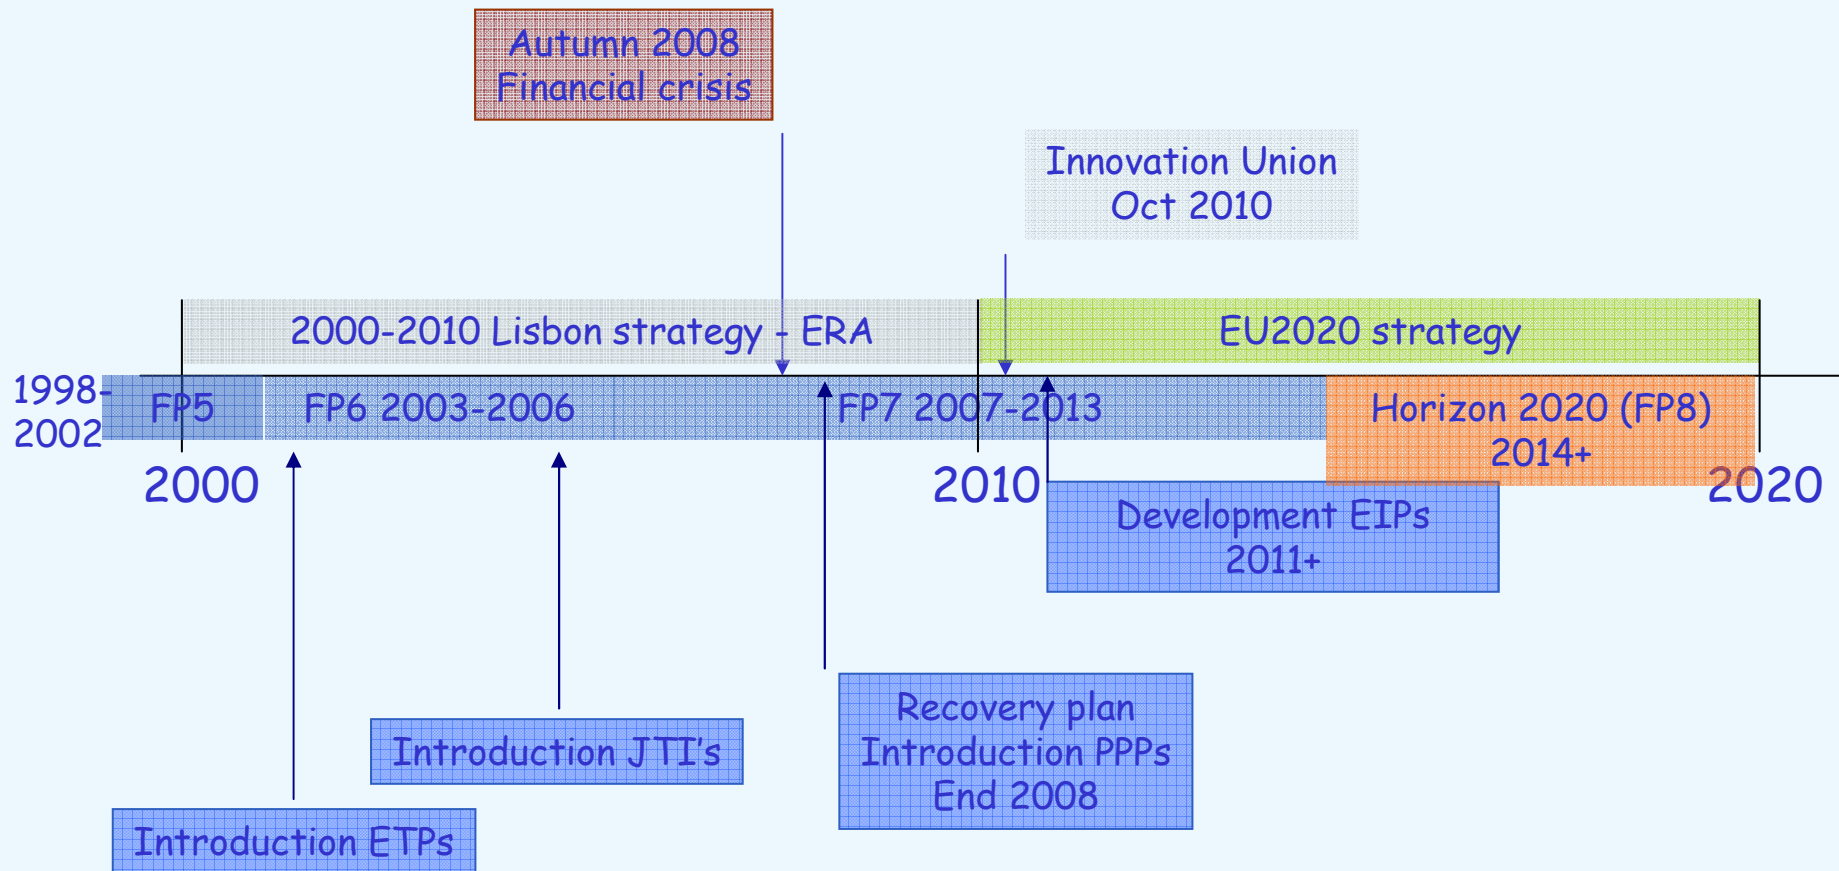 Autumn 2008
Financial crisis
Innovation Union
Oct 2010
2000-2010 Lisbon strategy - ERA
EU2020 strategy
1998-
2002
FP5
FP6 2003-2006
FP7 2007-2013
Horizon 2020 (FP8)
2014+
2000
2010
2020
Development EIPs
2011+
Recovery plan
Introduction PPPs
End 2008
Introduction JTI's
Introduction ETPs